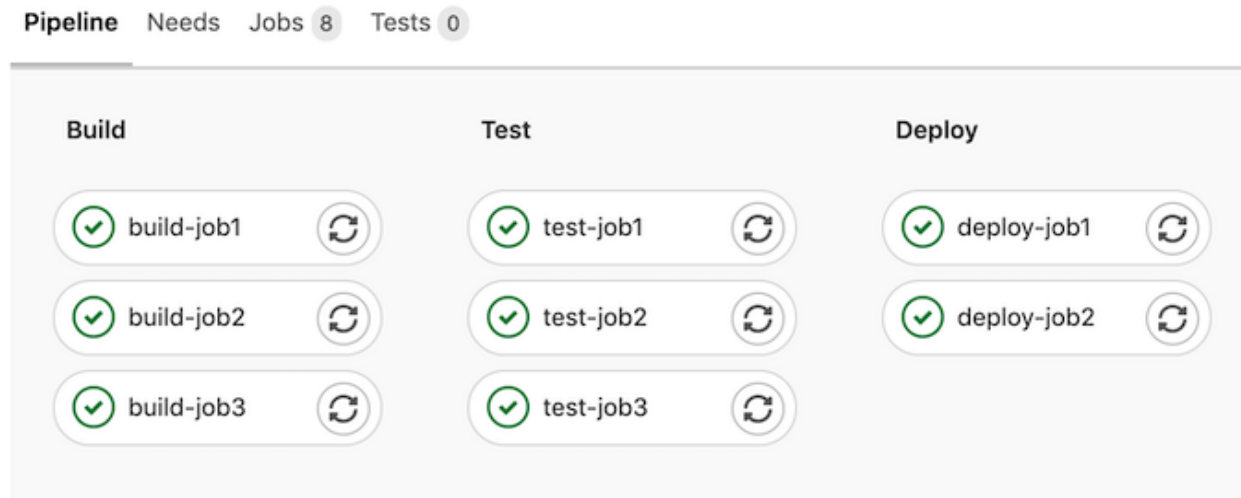 Pipeline Needs Jobs 8 Tests 0
Build Test Deploy
build-job1 test-job1 deploy-job1
build-job2 test-job2 deploy-job2
build-job3 test-job3